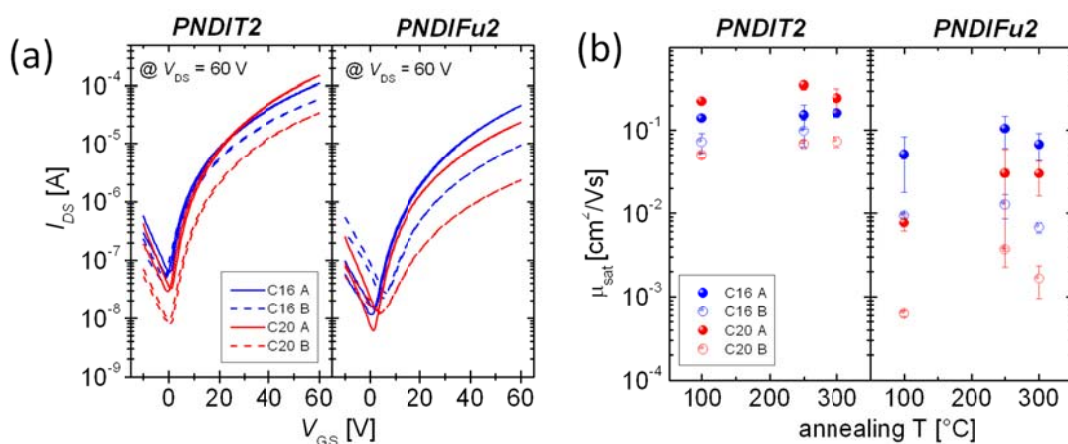 (a)
PNDIT2
PNDIFu2
@ V_DS = 60 V
@ V_DS = 60 V
I_DS [A]
10^-4
10^-5
10^-6
10^-7
10^-8
10^-9
C16 A
C16 B
C20 A
C20 B
0 20 40 60
0 20 40 60
V_GS [V]
(b)
PNDIT2
PNDIFu2
μ_sat [cm²/Vs]
10^0
10^-1
10^-2
10^-3
10^-4
C16 A
C16 B
C20 A
C20 B
100 200 300
100 200 300
annealing T [°C]